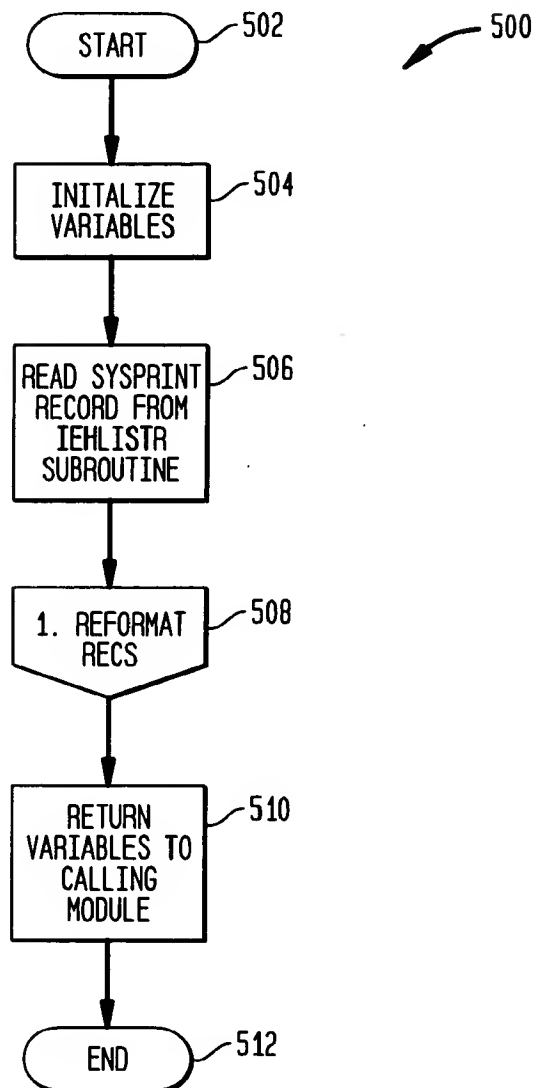 START
502
500
INITALIZE
VARIABLES
504
READ SYSPRINT
RECORD FROM
IEHLISTR
SUBROUTINE
506
1. REFORMAT
RECS
508
RETURN
VARIABLES TO
CALLING
MODULE
510
END
512